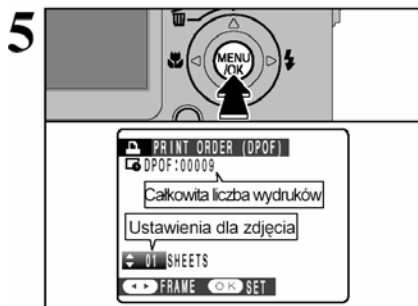 5
MENU
/OK
PRINT ORDER (DPOF)
DPOF:00009
Całkowita liczba wydruków
Ustawienia dla zdjęcia
01 SHEETS
FRAME OK SET